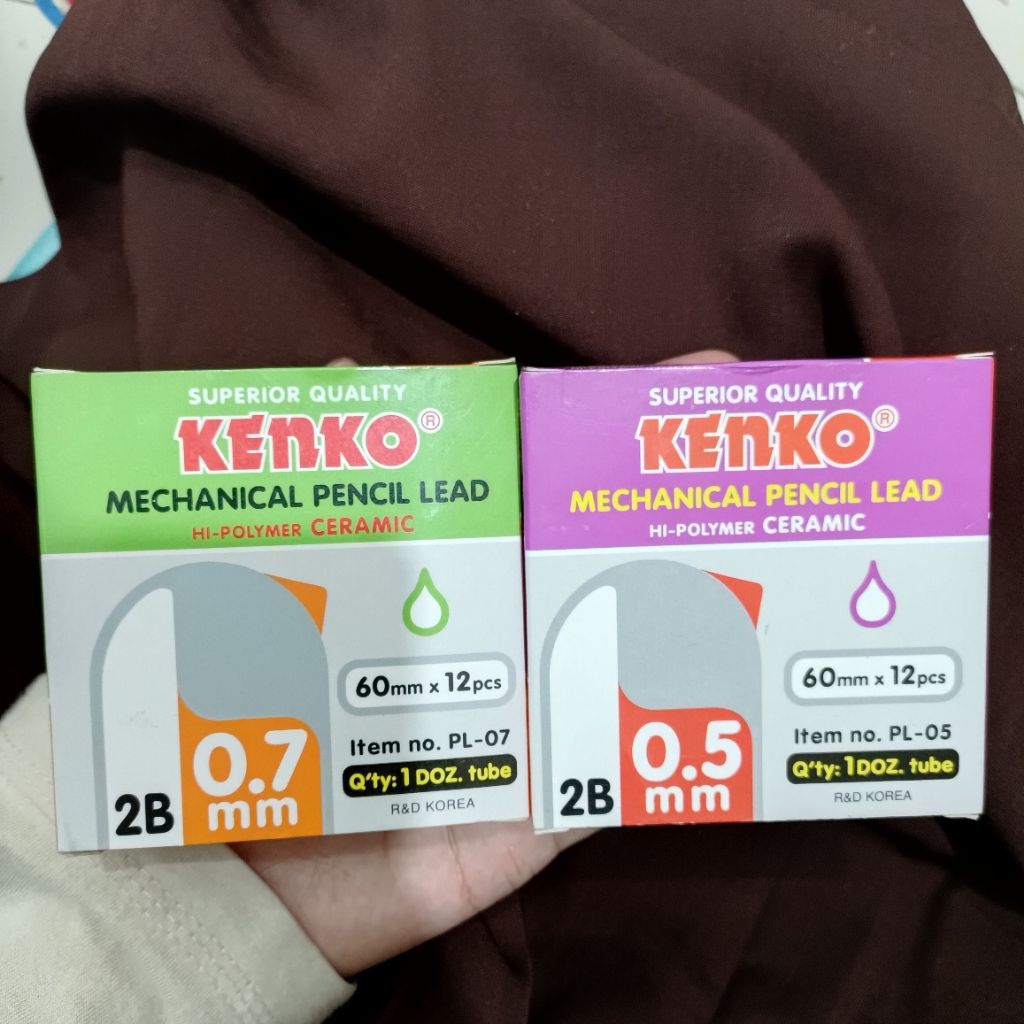 SUPERIOR QUALITY
KENKO®
MECHANICAL PENCIL LEAD
HI-POLYMER CERAMIC
60mm x 12pcs
Item no. PL-07
Q'ty: 1 DOZ. tube
R&D KOREA
2B
0.7
mm
SUPERIOR QUALITY
KENKO®
MECHANICAL PENCIL LEAD
HI-POLYMER CERAMIC
60mm x 12pcs
Item no. PL-05
Q'ty: 1 DOZ. tube
R&D KOREA
2B
0.5
mm